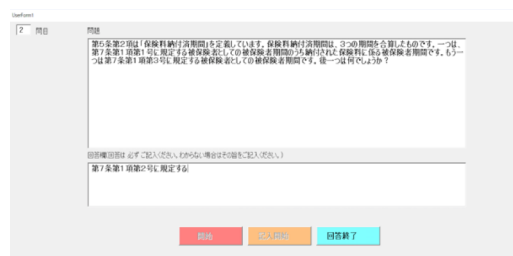 UserForm1
2 問目
問題
第5条第2項は「保険料納付済期間」を定義しています。保険料納付済期間は、3つの期間を合算したものです。一つは、
第7条第1項第1号に規定する被保険者としての被保険者期間のうち納付された保険料に係る被保険者期間です。もう一
つは第7条第1項第3号に規定する被保険者としての被保険者期間です。後一つは何でしょうか？
回答欄(回答は必ずご記入ください。わからない場合はその旨をご記入ください。)
第7条第1項第2号に規定する
開始
記入開始
回答終了